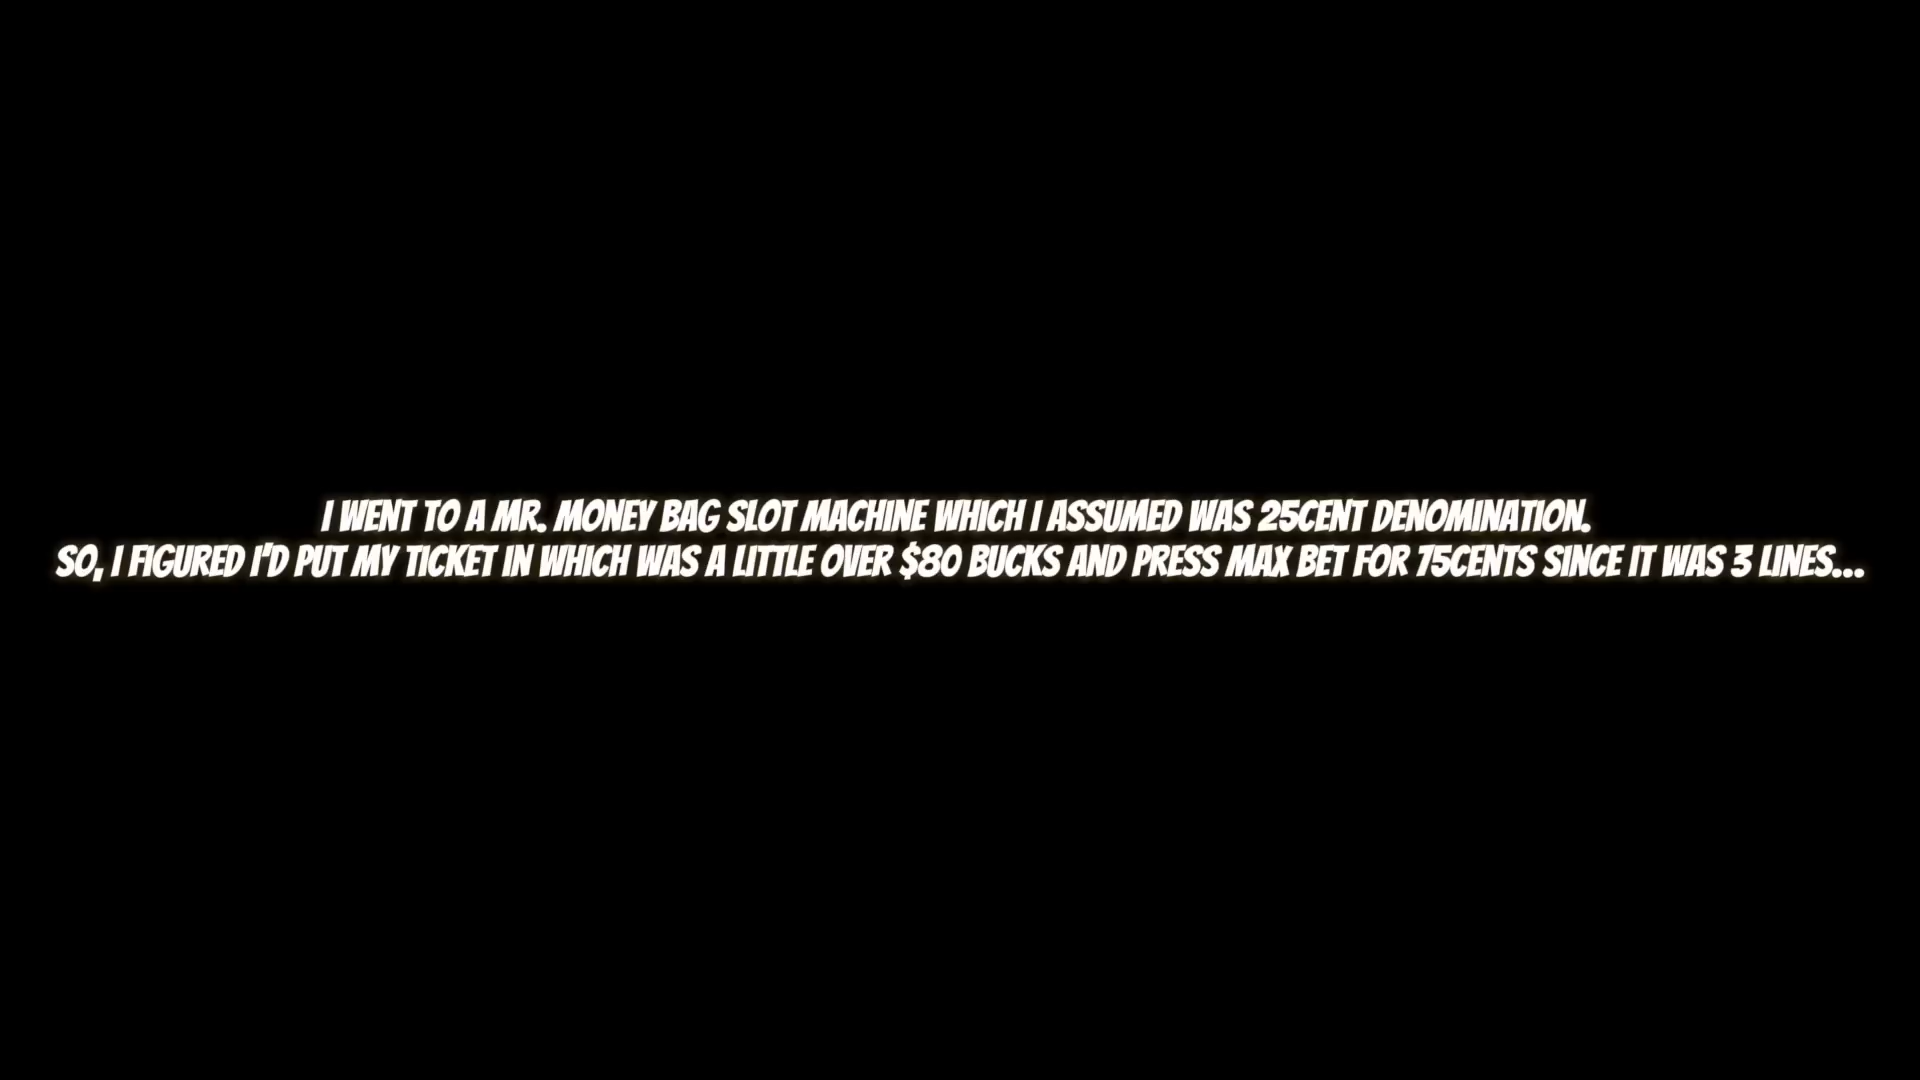 I WENT TO A MR. MONEY BAG SLOT MACHINE WHICH I ASSUMED WAS 25CENT DENOMINATION.
SO, I FIGURED I'D PUT MY TICKET IN WHICH WAS A LITTLE OVER $80 BUCKS AND PRESS MAX BET FOR 75CENTS SINCE IT WAS 3 LINES...